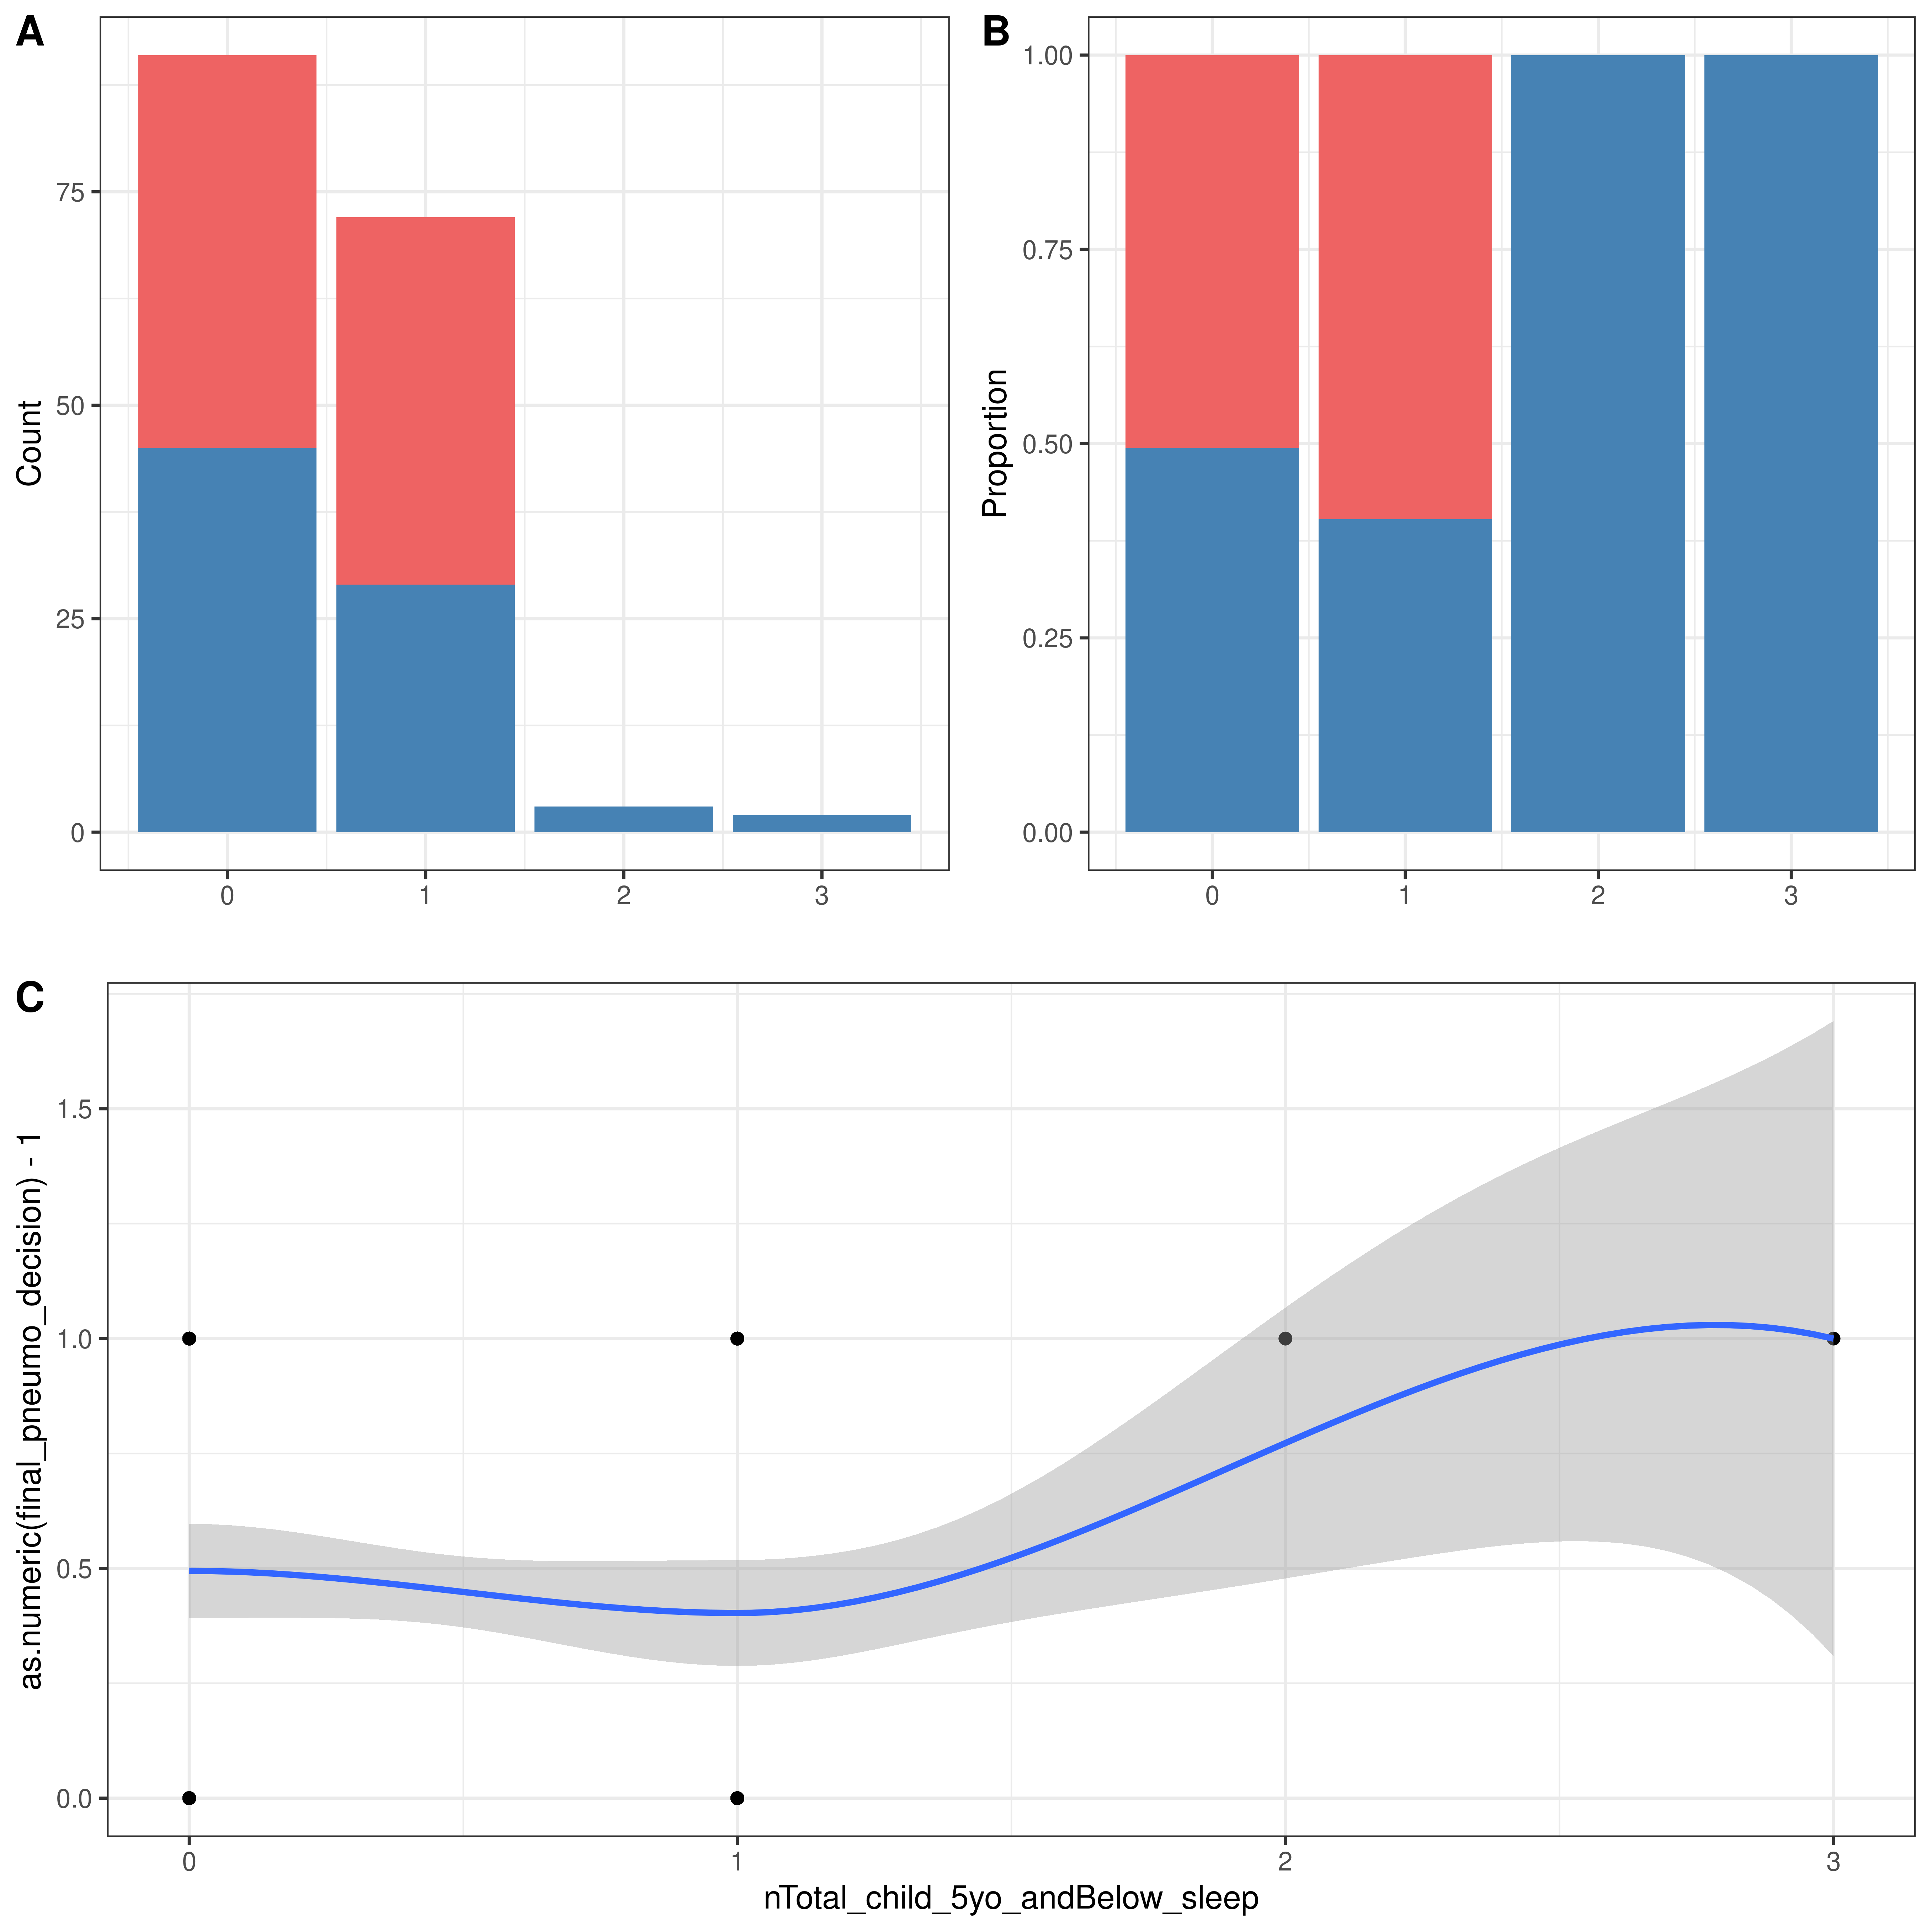 A
Count
75
50
25
0
0 1 2 3
B
Proportion
1.00
0.75
0.50
0.25
0.00
0 1 2 3
C
as.numeric(final_pneumo_decision) - 1
1.5
1.0
0.5
0.0
0 1 2 3
nTotal_child_5yo_andBelow_sleep